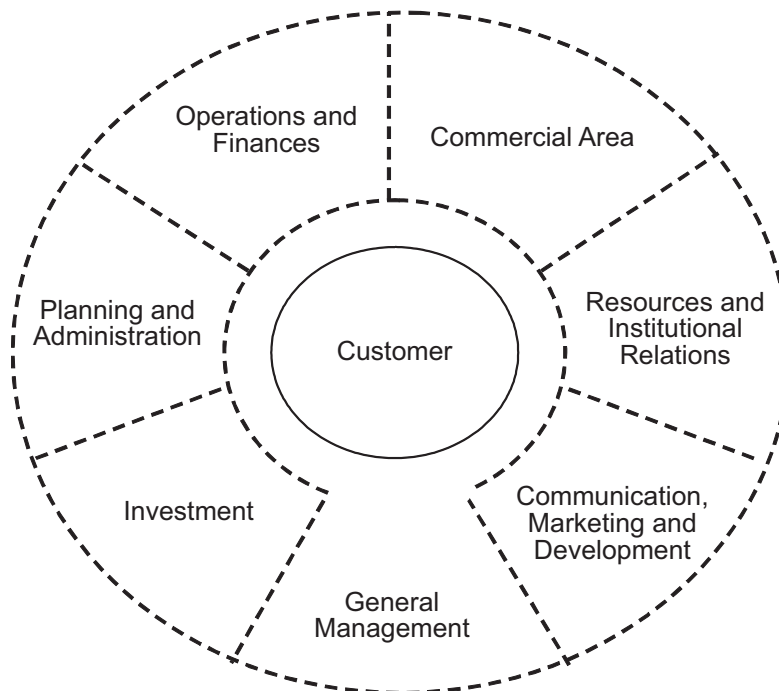 Operations and
Finances
Commercial Area
Planning and
Administration
Customer
Resources and
Institutional
Relations
Investment
Communication,
Marketing and
Development
General
Management